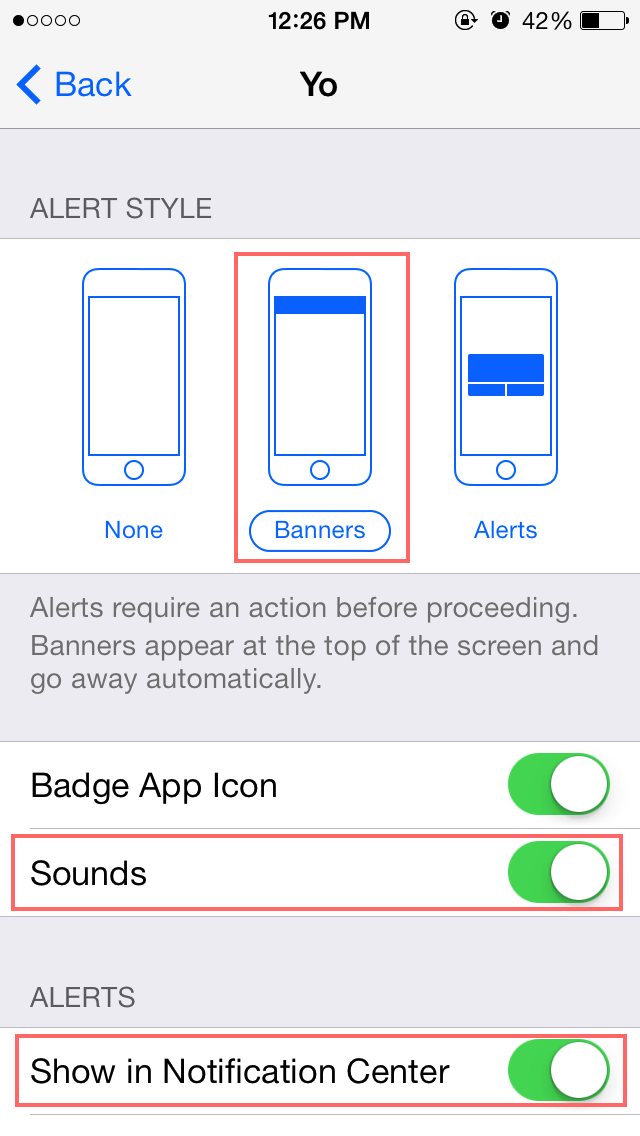 12:26 PM 42%
Back Yo
ALERT STYLE
None Banners Alerts
Alerts require an action before proceeding.
Banners appear at the top of the screen and
go away automatically.
Badge App Icon
Sounds
ALERTS
Show in Notification Center